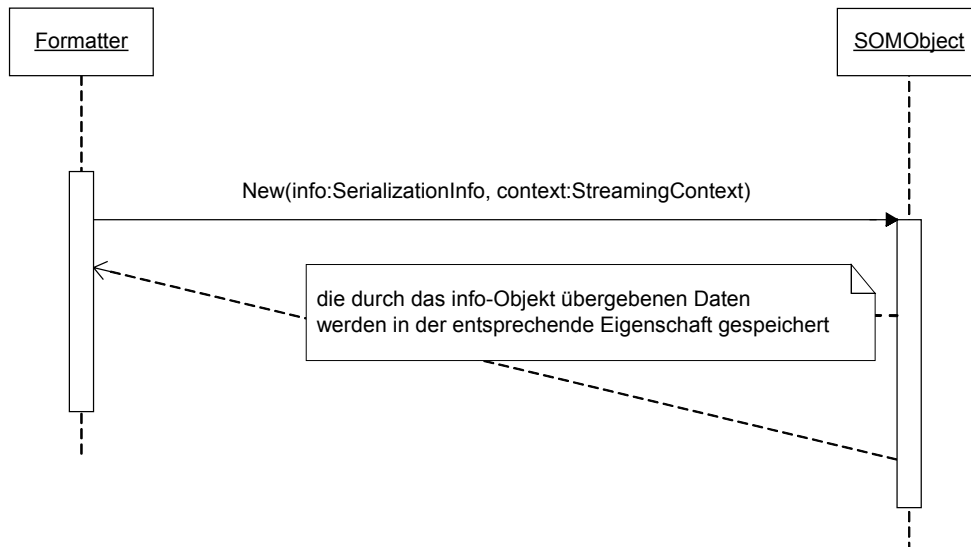 Formatter
SOMObject
New(info:SerializationInfo, context:StreamingContext)
die durch das info-Objekt übergebenen Daten
werden in der entsprechende Eigenschaft gespeichert